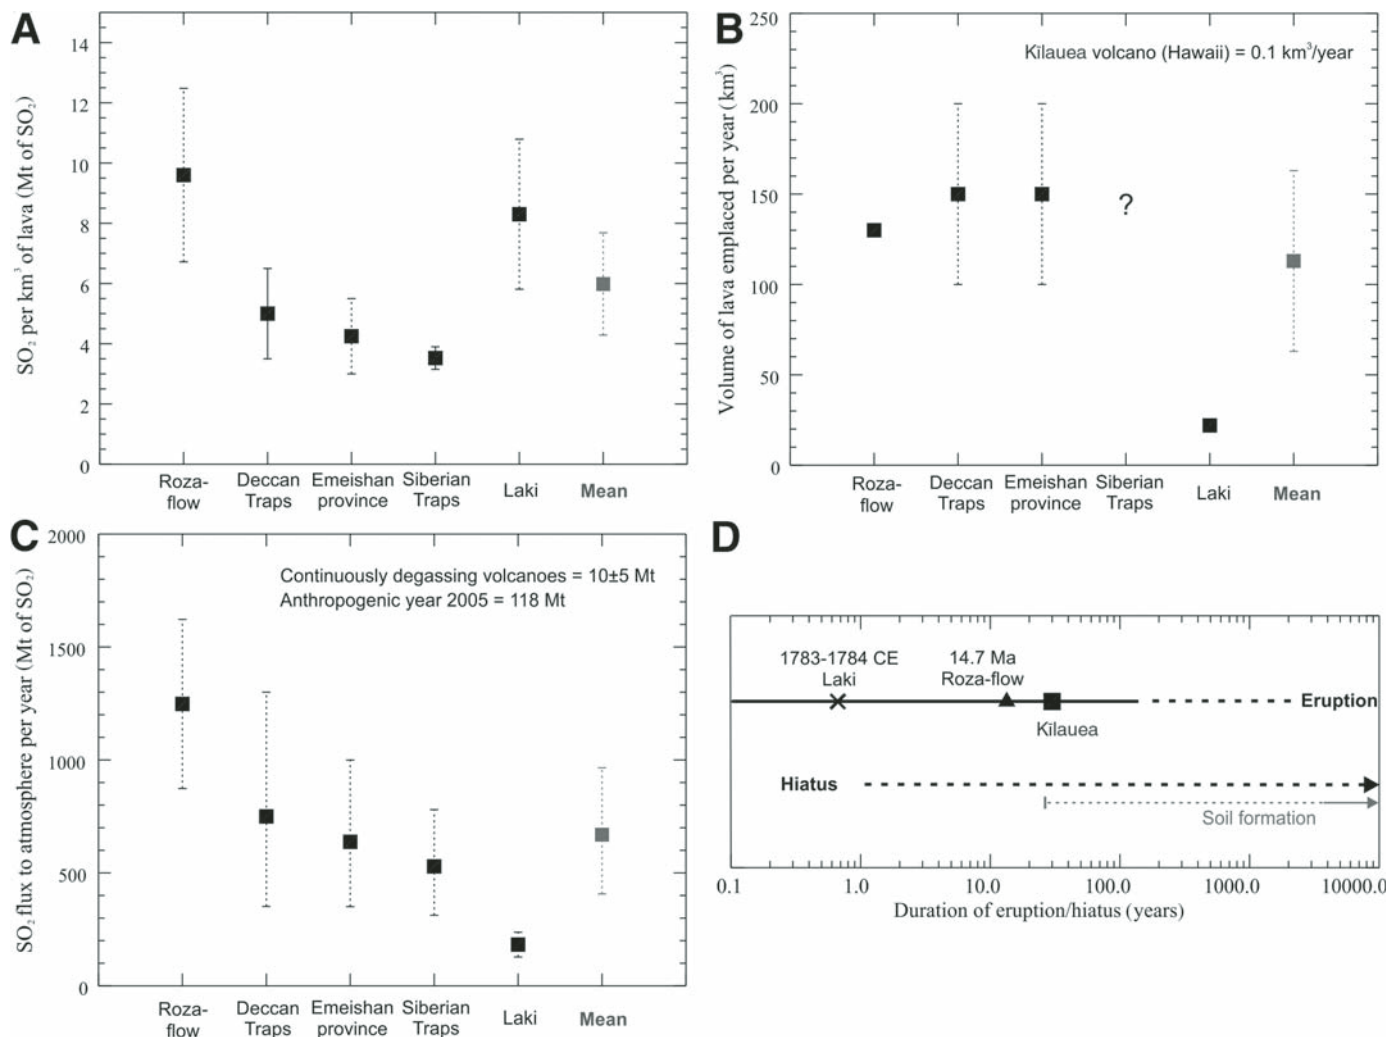 A
SO₂ per km³ of lava (Mt of SO₂)
14
12
10
8
6
4
2
0
Roza-
flow
Deccan
Traps
Emeishan
province
Siberian
Traps
Laki
Mean
B
Volume of lava emplaced per year (km³)
Kīlauea volcano (Hawaii) = 0.1 km³/year
250
200
150
100
50
0
?
Roza-
flow
Deccan
Traps
Emeishan
province
Siberian
Traps
Laki
Mean
C
SO₂ flux to atmosphere per year (Mt of SO₂)
Continuously degassing volcanoes = 10±5 Mt
Anthropogenic year 2005 = 118 Mt
2000
1500
1000
500
0
Roza-
flow
Deccan
Traps
Emeishan
province
Siberian
Traps
Laki
Mean
D
1783-1784 CE
Laki
14.7 Ma
Roza-flow
Eruption
Kīlauea
Hiatus
Soil formation
0.1
1.0
10.0
100.0
1000.0
10000.0
Duration of eruption/hiatus (years)